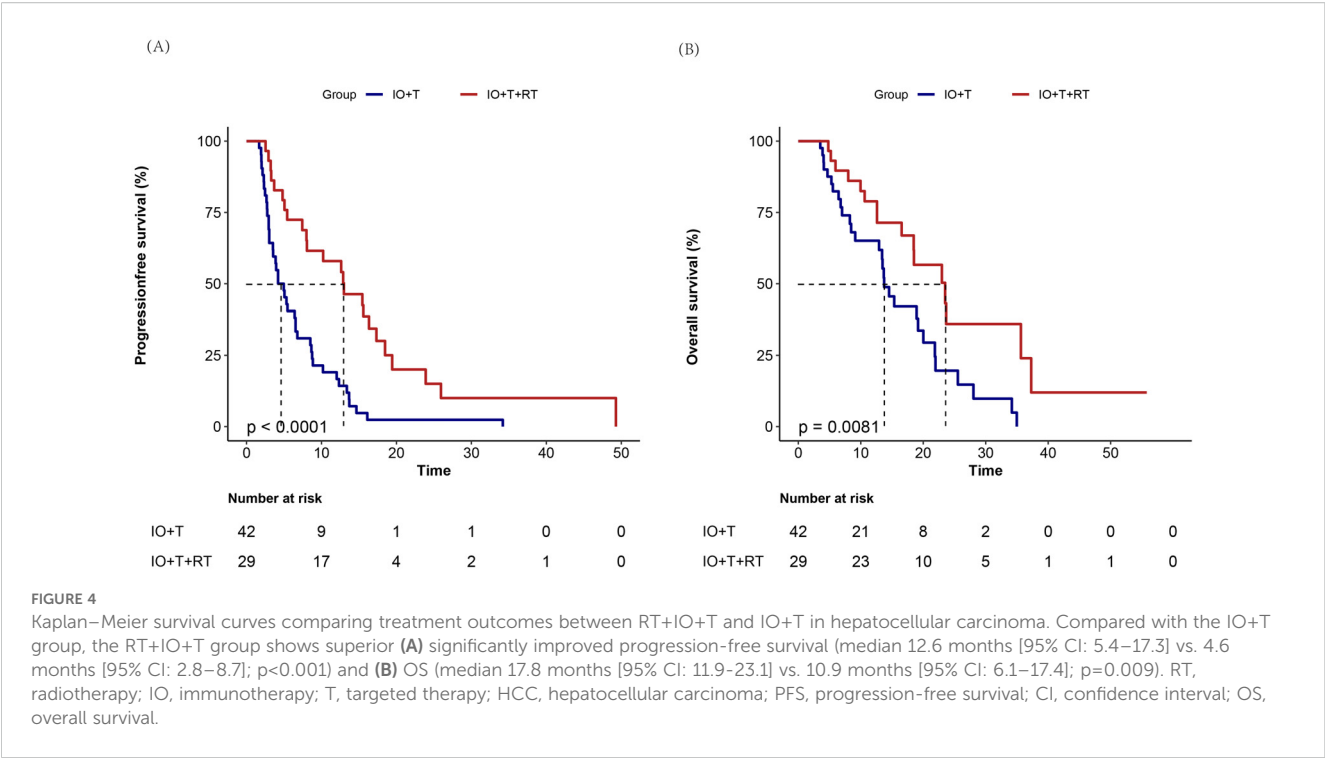 (A)
Group IO+T IO+T+RT
Progressionfree survival (%)
100
75
50
25
0
p < 0.0001
0 10 20 30 40 50
Time
Number at risk
IO+T 42 9 1 1 0 0
IO+T+RT 29 17 4 2 1 0
(B)
Group IO+T IO+T+RT
Overall survival (%)
100
75
50
25
0
p = 0.0081
0 10 20 30 40 50
Time
Number at risk
IO+T 42 21 8 2 0 0 0
IO+T+RT 29 23 10 5 1 1 0
FIGURE 4
Kaplan–Meier survival curves comparing treatment outcomes between RT+IO+T and IO+T in hepatocellular carcinoma. Compared with the IO+T
group, the RT+IO+T group shows superior (A) significantly improved progression-free survival (median 12.6 months [95% CI: 5.4–17.3] vs. 4.6
months [95% CI: 2.8–8.7]; p<0.001) and (B) OS (median 17.8 months [95% CI: 11.9-23.1] vs. 10.9 months [95% CI: 6.1–17.4]; p=0.009). RT,
radiotherapy; IO, immunotherapy; T, targeted therapy; HCC, hepatocellular carcinoma; PFS, progression-free survival; CI, confidence interval; OS,
overall survival.